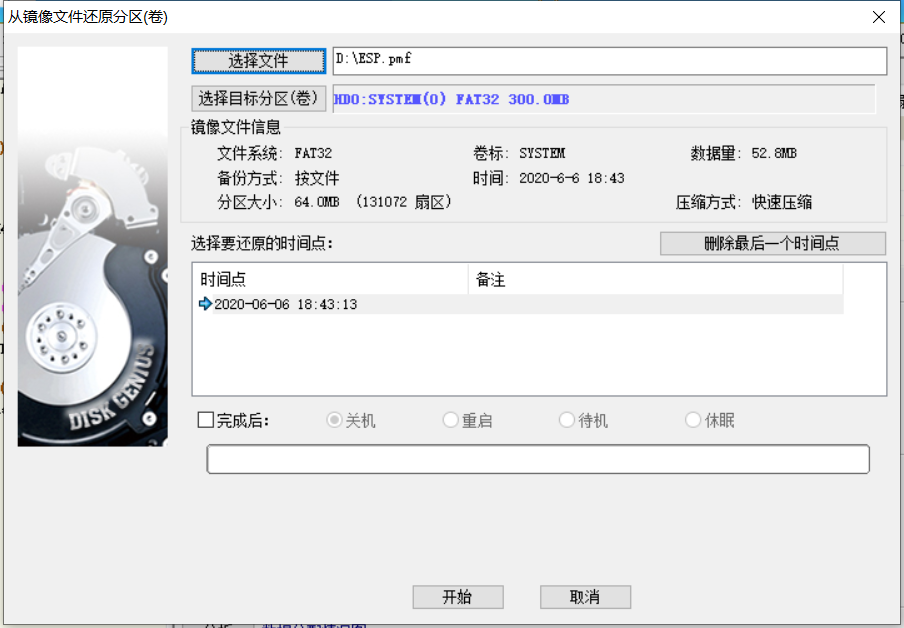 从镜像文件还原分区(卷)
选择文件 D:\ESP.pmf
选择目标分区(卷) HD0:SYSTEM(0) FAT32 300.0MB
镜像文件信息
文件系统: FAT32 卷标: SYSTEM 数据量: 52.8MB
备份方式: 按文件 时间: 2020-6-6 18:43
分区大小: 64.0MB (131072 扇区) 压缩方式: 快速压缩
选择要还原的时间点: 删除最后一个时间点
时间点 备注
2020-06-06 18:43:13
DISK GENIUS
完成后: 关机 重启 待机 休眠
开始 取消